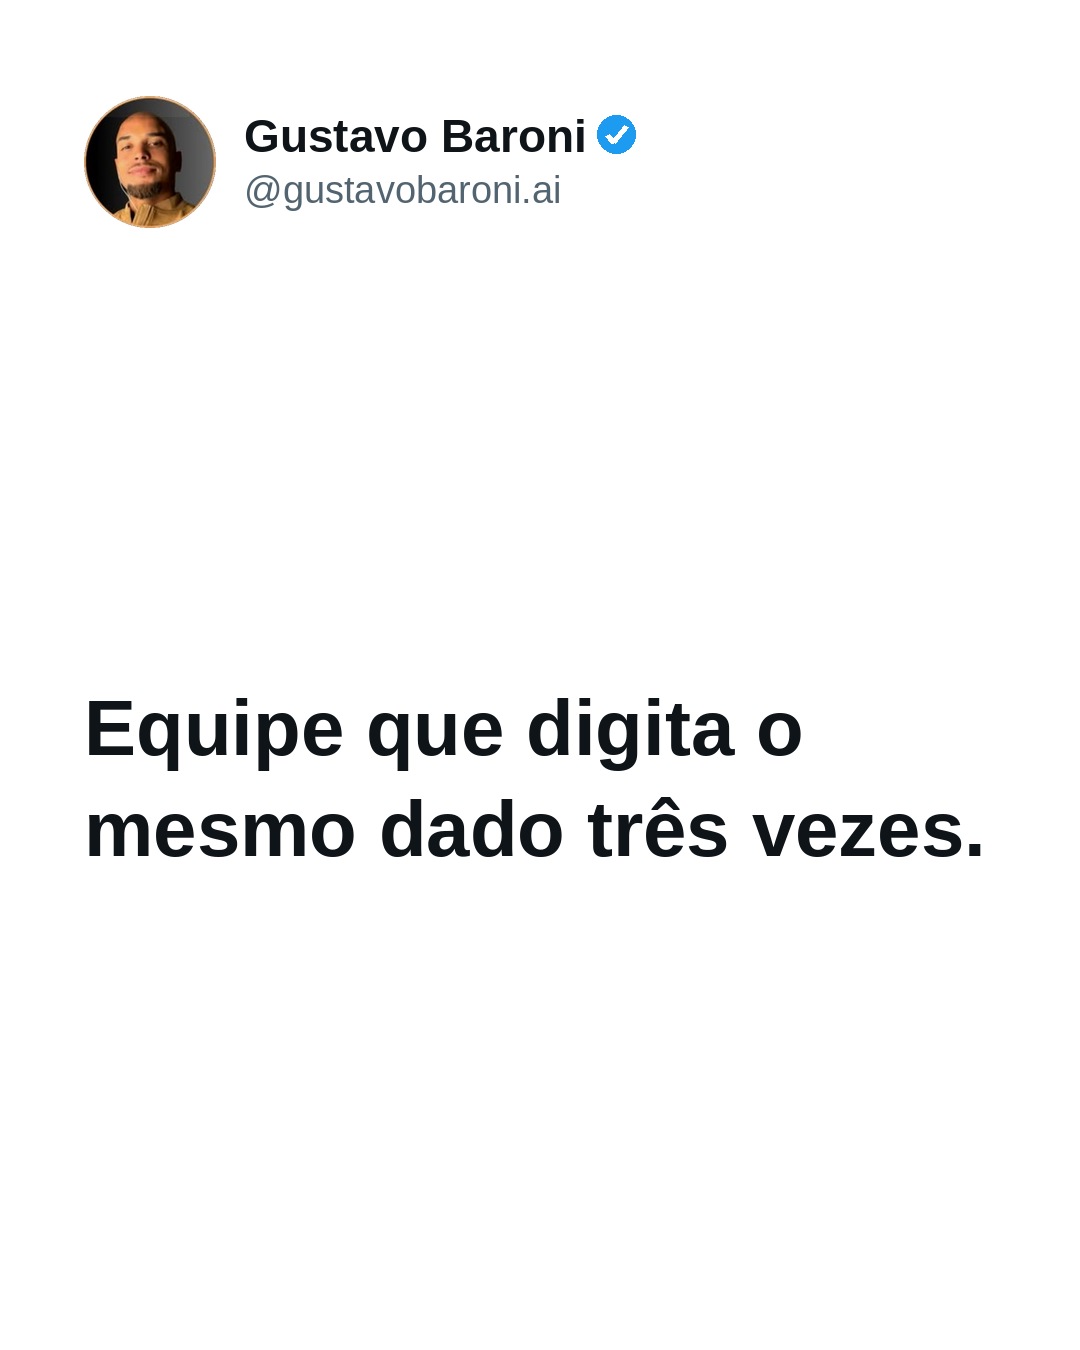 Gustavo Baroni
@gustavobaroni.ai
Equipe que digita o
mesmo dado três vezes.